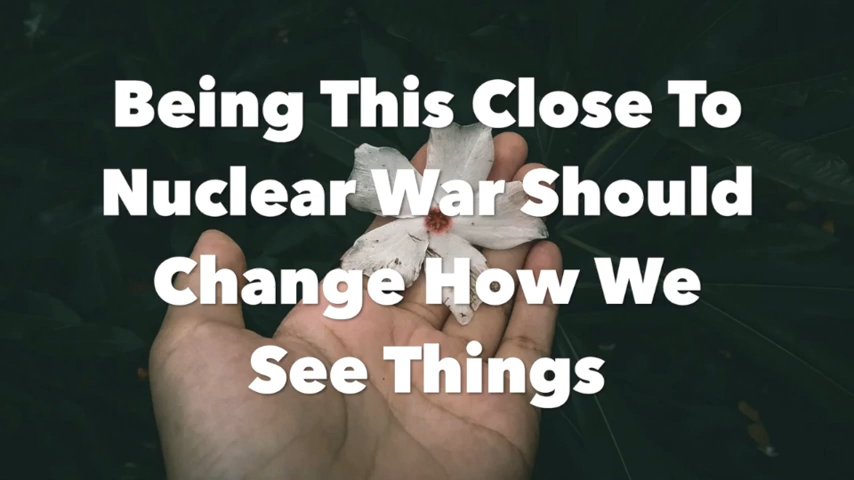 Being This Close To
Nuclear War Should
Change How We
See Things